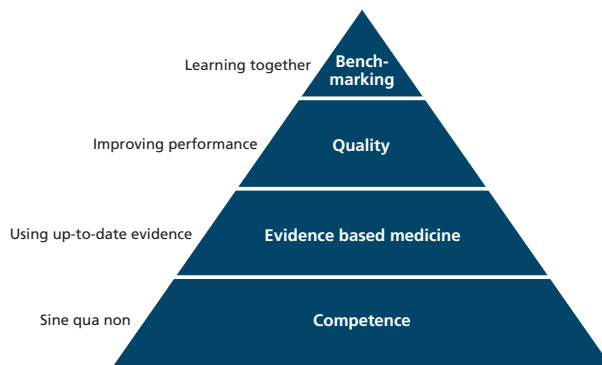 Learning together
Bench-
marking
Improving performance
Quality
Using up-to-date evidence
Evidence based medicine
Sine qua non
Competence